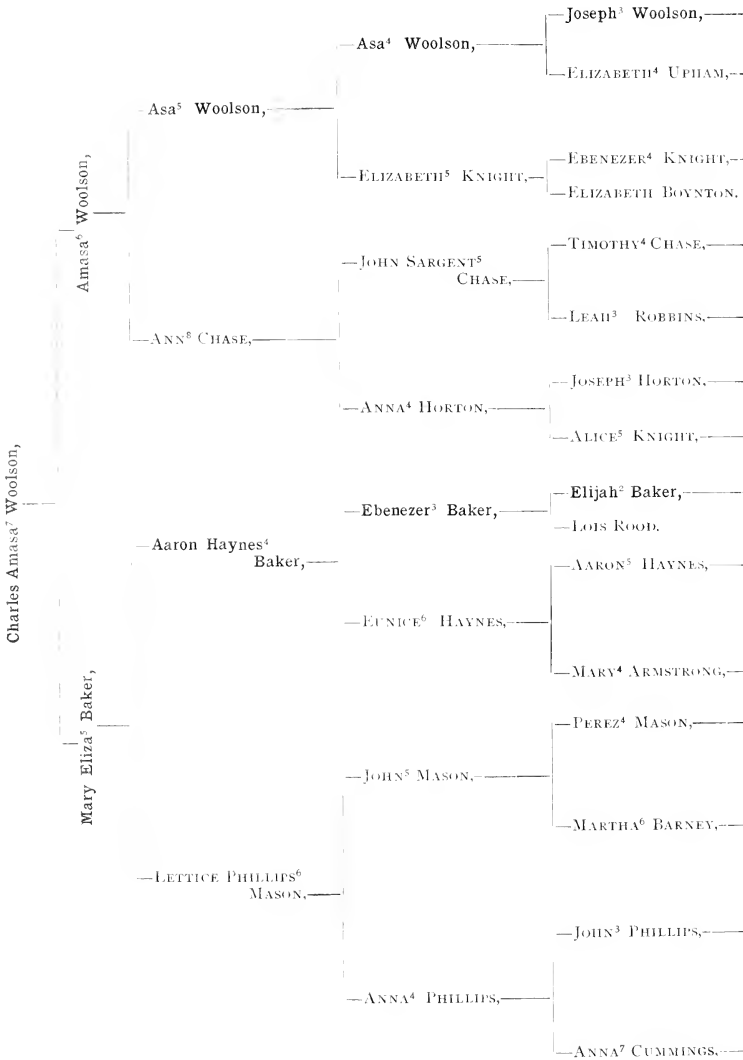 Joseph³ Woolson,
Asa⁴ Woolson,
Elizabeth⁴ Upham,
Asa⁵ Woolson,
Ebenezer⁴ Knight,
Elizabeth⁵ Knight,
Elizabeth Boynton.
Amasa⁶ Woolson,
Timothy⁴ Chase,
John Sargent⁵
Chase,
Leah³ Robbins,
Ann⁸ Chase,
Joseph³ Horton,
Anna⁴ Horton,
Alice⁵ Knight,
Charles Amasa⁷ Woolson,
Elijah² Baker,
Ebenezer³ Baker,
Lois Rood.
Aaron Haynes⁴
Baker,
Aaron⁵ Haynes,
Eunice⁶ Haynes,
Mary⁴ Armstrong,
Mary Eliza⁵ Baker,
Perez⁴ Mason,
John⁵ Mason,
Martha⁶ Barney,
Lettice Phillips⁶
Mason,
John³ Phillips,
Anna⁴ Phillips,
Anna⁷ Cummings,